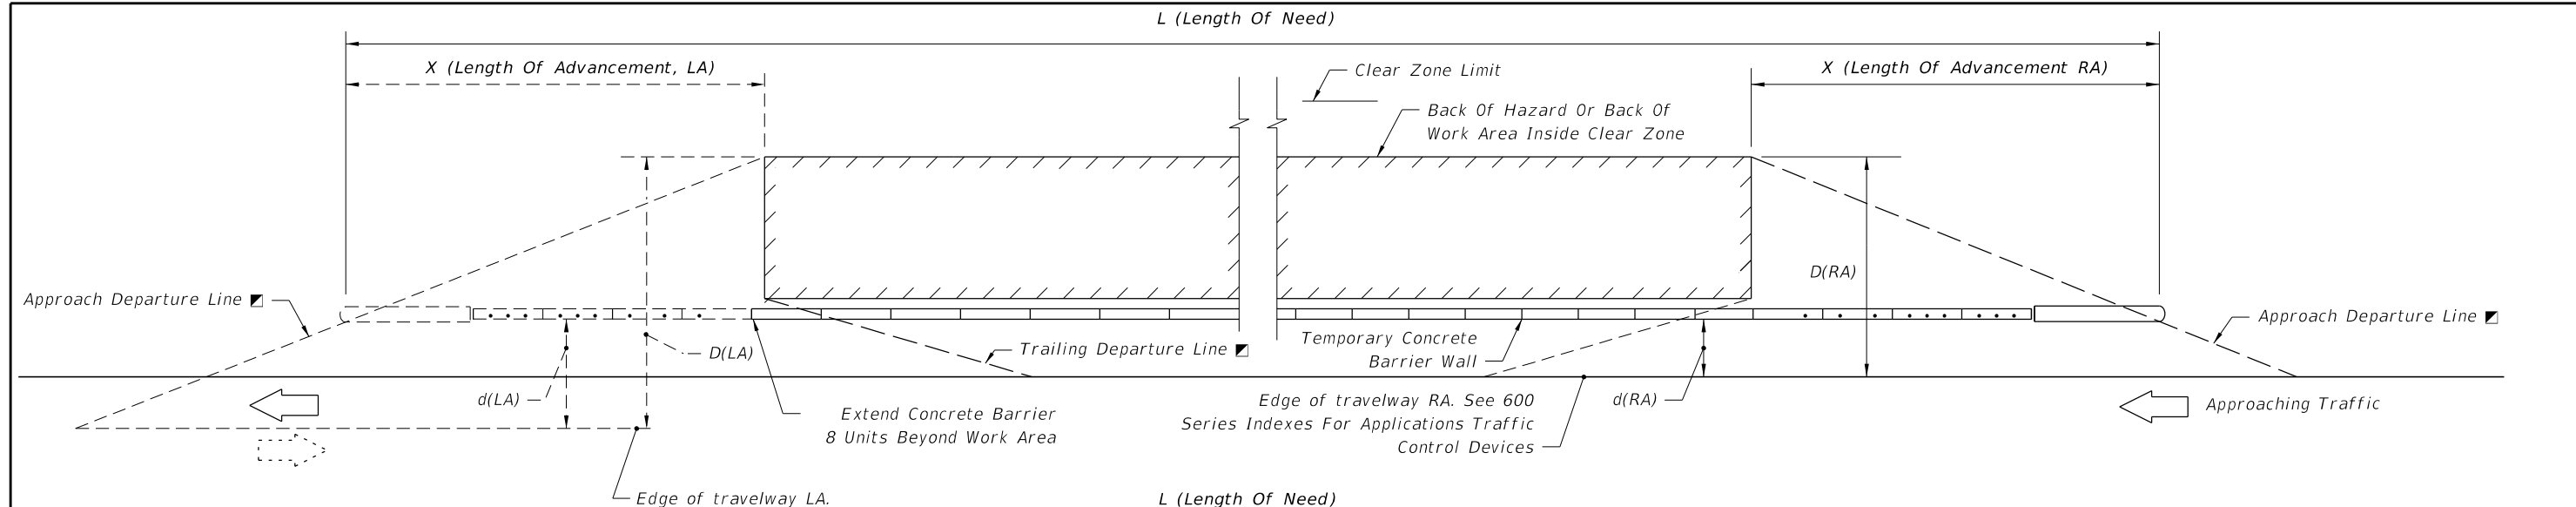 L (Length Of Need)
X (Length Of Advancement, LA)
X (Length Of Advancement RA)
Clear Zone Limit
Back Of Hazard Or Back Of
Work Area Inside Clear Zone
D(RA)
Approach Departure Line
Approach Departure Line
Trailing Departure Line
D(LA)
Temporary Concrete
Barrier Wall
d(LA)
Extend Concrete Barrier
8 Units Beyond Work Area
Edge of travelway RA. See 600
Series Indexes For Applications Traffic
Control Devices
d(RA)
Approaching Traffic
Edge of travelway LA.
L (Length Of Need)